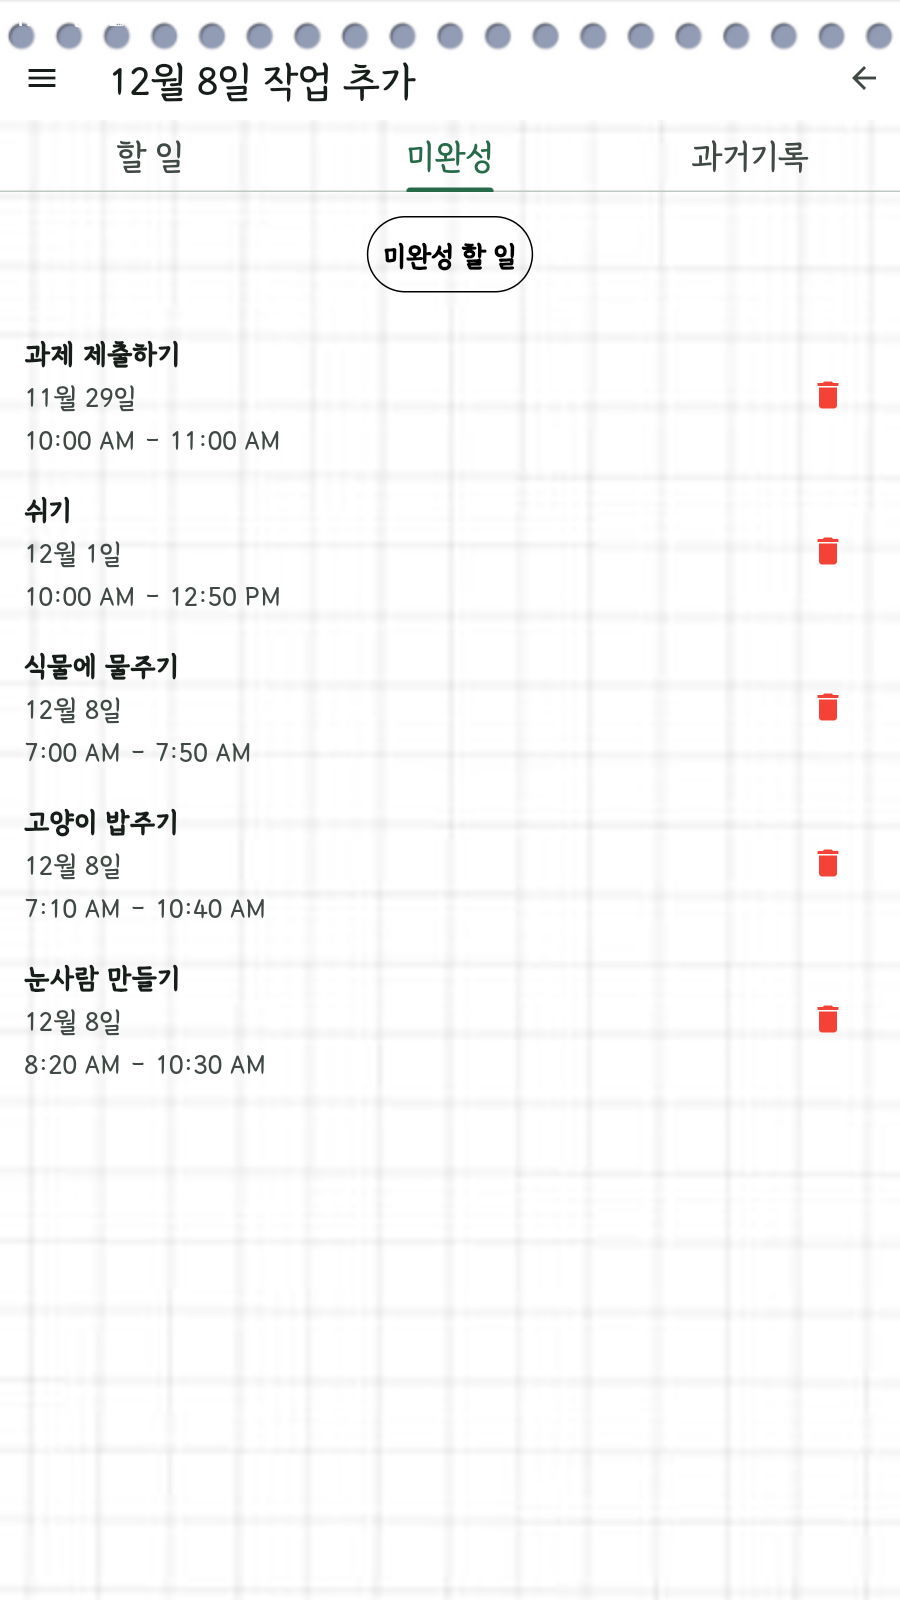 12월 8일 작업 추가
할 일 미완성 과거기록
미완성 할 일
과제 제출하기
11월 29일
10:00 AM - 11:00 AM
쉬기
12월 1일
10:00 AM - 12:50 PM
식물에 물주기
12월 8일
7:00 AM - 7:50 AM
고양이 밥주기
12월 8일
7:10 AM - 10:40 AM
눈사람 만들기
12월 8일
8:20 AM - 10:30 AM